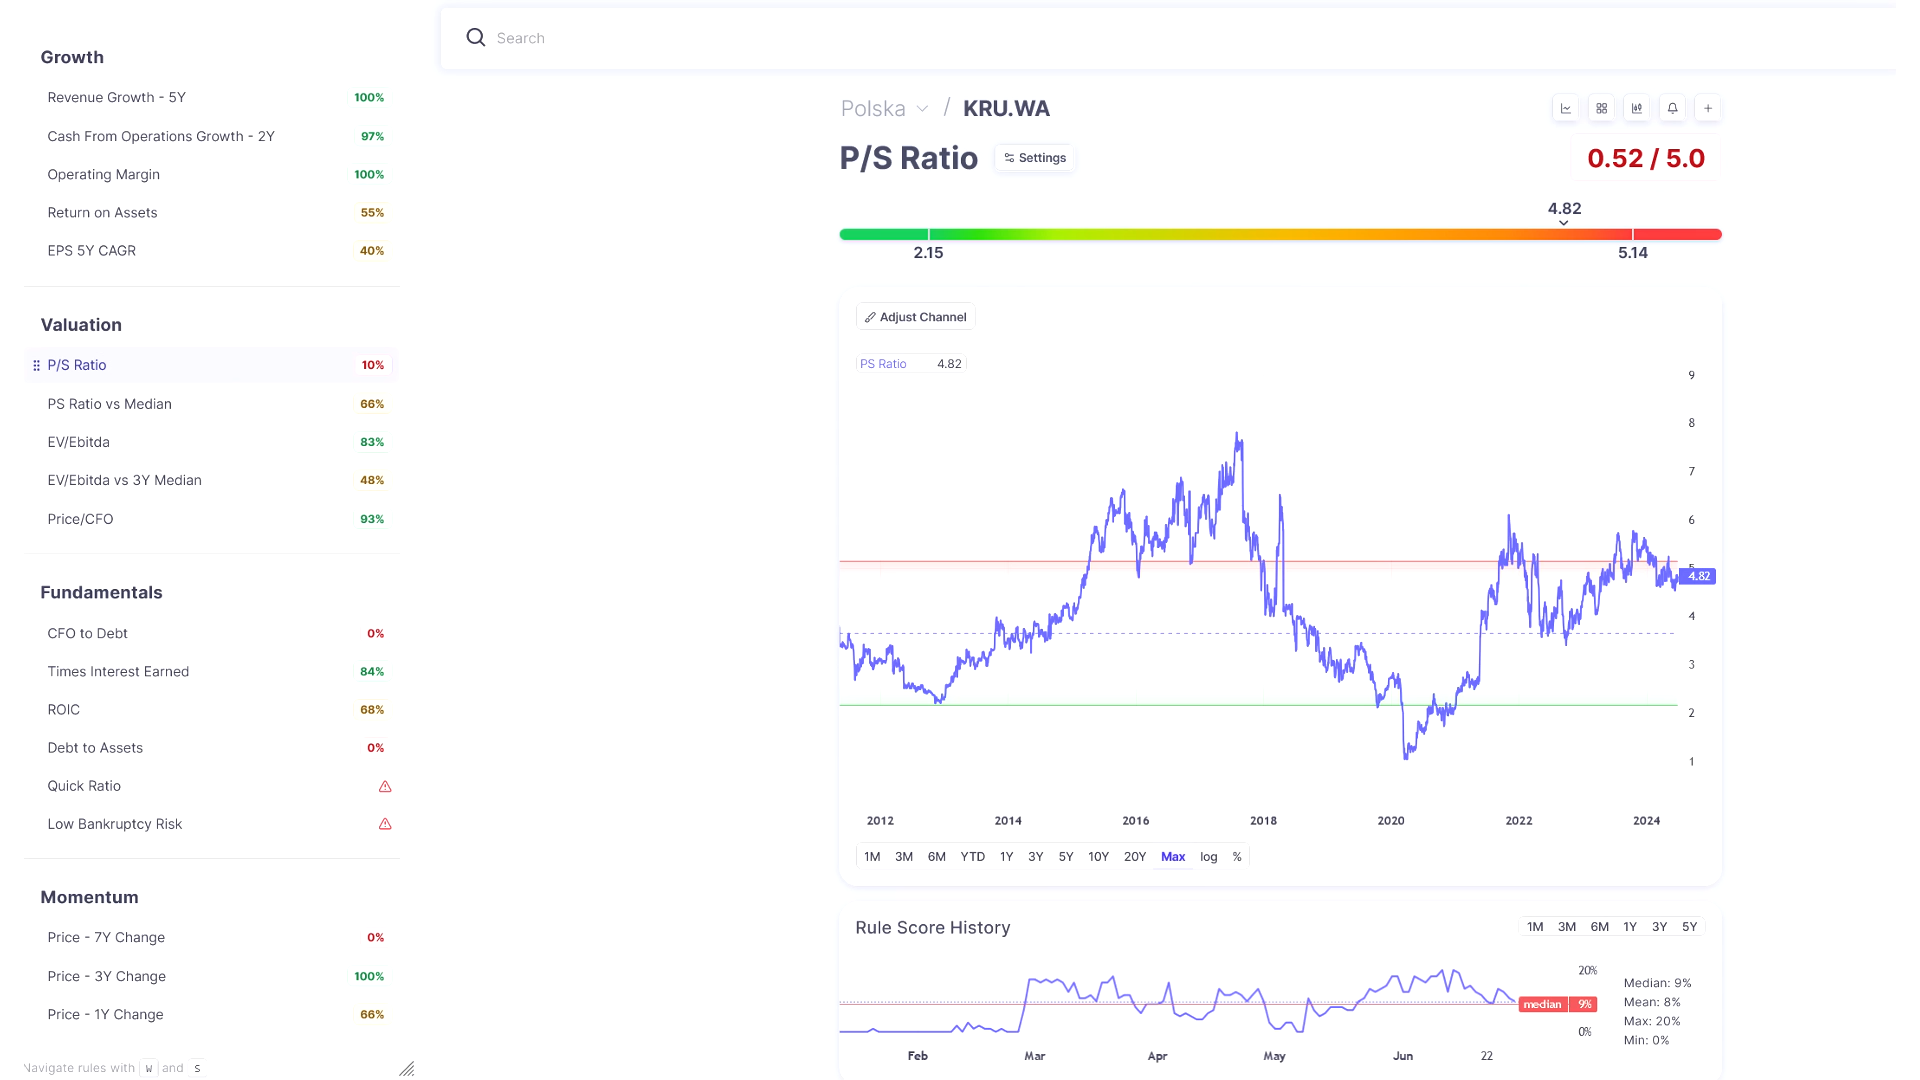 Growth
Revenue Growth - 5Y 100%
Cash From Operations Growth - 2Y 97%
Operating Margin 100%
Return on Assets 55%
EPS 5Y CAGR 40%
Valuation
P/S Ratio 10%
PS Ratio vs Median 66%
EV/Ebitda 83%
EV/Ebitda vs 3Y Median 48%
Price/CFO 93%
Fundamentals
CFO to Debt 0%
Times Interest Earned 84%
ROIC 68%
Debt to Assets 0%
Quick Ratio
Low Bankruptcy Risk
Momentum
Price - 7Y Change 0%
Price - 3Y Change 100%
Price - 1Y Change 66%
Navigate rules with W and S
Search
Polska / KRU.WA
P/S Ratio Settings 0.52 / 5.0
4.82
2.15 5.14
Adjust Channel
PS Ratio 4.82
9
8
7
6
5
4.82
4
3
2
1
2012 2014 2016 2018 2020 2022 2024
1M 3M 6M YTD 1Y 3Y 5Y 10Y 20Y Max log %
Rule Score History 1M 3M 6M 1Y 3Y 5Y
20%
median 9%
0%
Median: 9%
Mean: 8%
Max: 20%
Min: 0%
Feb Mar Apr May Jun 22